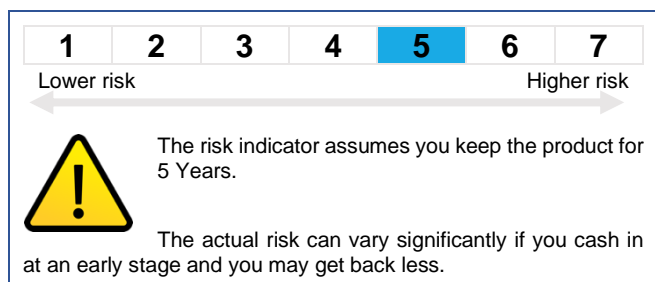 1 2 3 4 5 6 7
Lower risk Higher risk
The risk indicator assumes you keep the product for
5 Years.
The actual risk can vary significantly if you cash in
at an early stage and you may get back less.